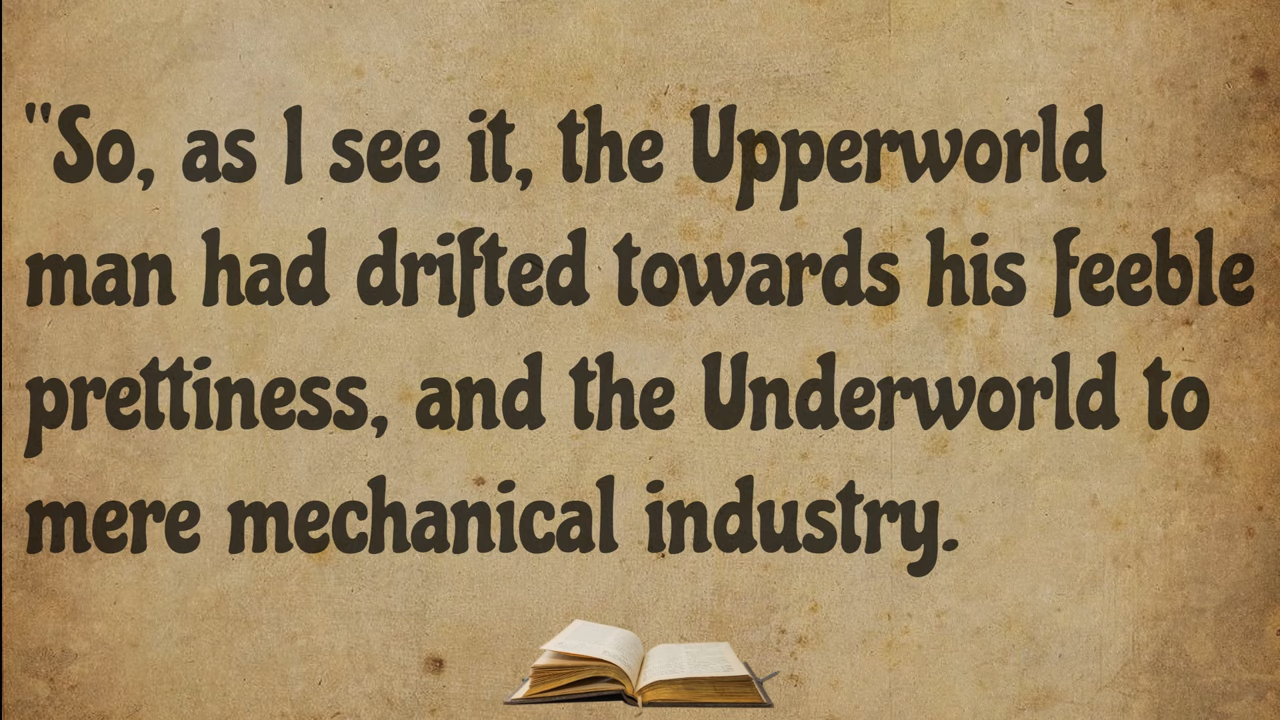 "So, as I see it, the Upperworld
man had drifted towards his feeble
prettiness, and the Underworld to
mere mechanical industry.